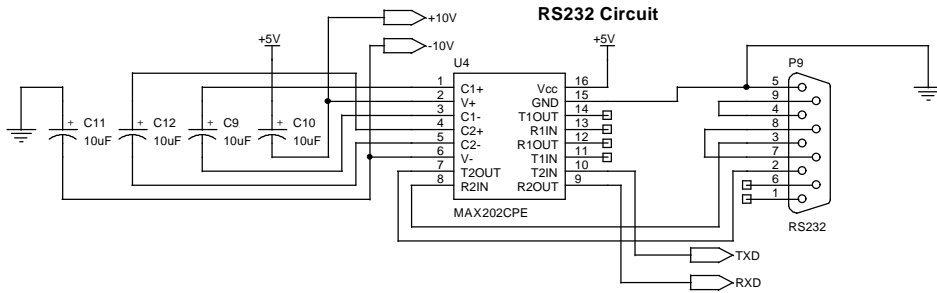 RS232 Circuit
+10V
-10V
+5V
+5V
U4
P9
1 C1+ Vcc 16
2 V+ GND 15
3 C1- T1OUT 14
4 C2+ R1IN 13
5 C2- R1OUT 12
6 V- T1IN 11
7 T2OUT T2IN 10
8 R2IN R2OUT 9
MAX202CPE
+ C11
10uF
+ C12
10uF
+ C9
10uF
+ C10
10uF
5
9
4
8
3
7
2
6
1
RS232
TXD
RXD